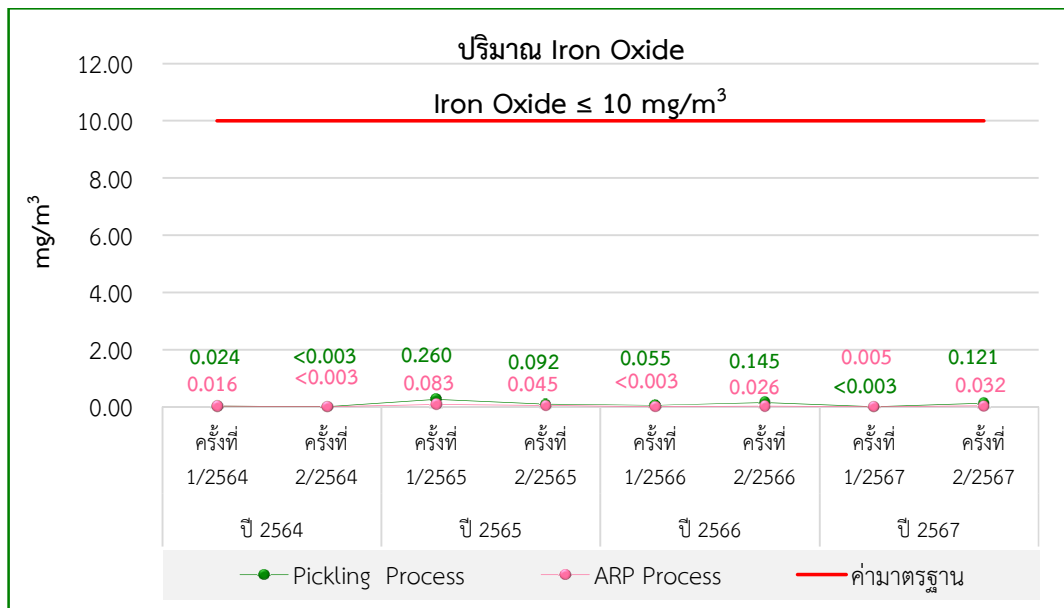 ปริมาณ Iron Oxide
12.00
Iron Oxide ≤ 10 mg/m³
10.00
8.00
6.00
4.00
2.00
0.00
mg/m³
0.024 <0.003 0.260 0.092 0.055 0.145 0.005 0.121
0.016 <0.003 0.083 0.045 <0.003 0.026 <0.003 0.032
ครั้งที่ ครั้งที่ ครั้งที่ ครั้งที่ ครั้งที่ ครั้งที่ ครั้งที่ ครั้งที่
1/2564 2/2564 1/2565 2/2565 1/2566 2/2566 1/2567 2/2567
ปี 2564 ปี 2565 ปี 2566 ปี 2567
Pickling Process ARP Process ค่ามาตรฐาน